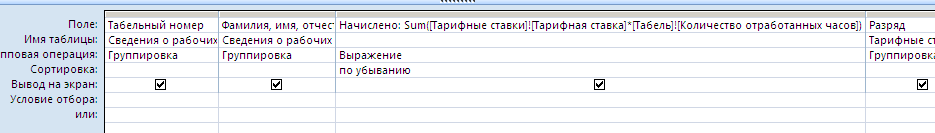 Поле: Табельный номер Фамилия, имя, отчест Начислено: Sum([Тарифные ставки]![Тарифная ставка]*[Табель]![Количество отработанных часов]) Разряд
Имя таблицы: Сведения о рабочих Сведения о рабочих Тарифные ст
пповая операция: Группировка Группировка Выражение Группировка
Сортировка: по убыванию
Вывод на экран:
Условие отбора:
или: